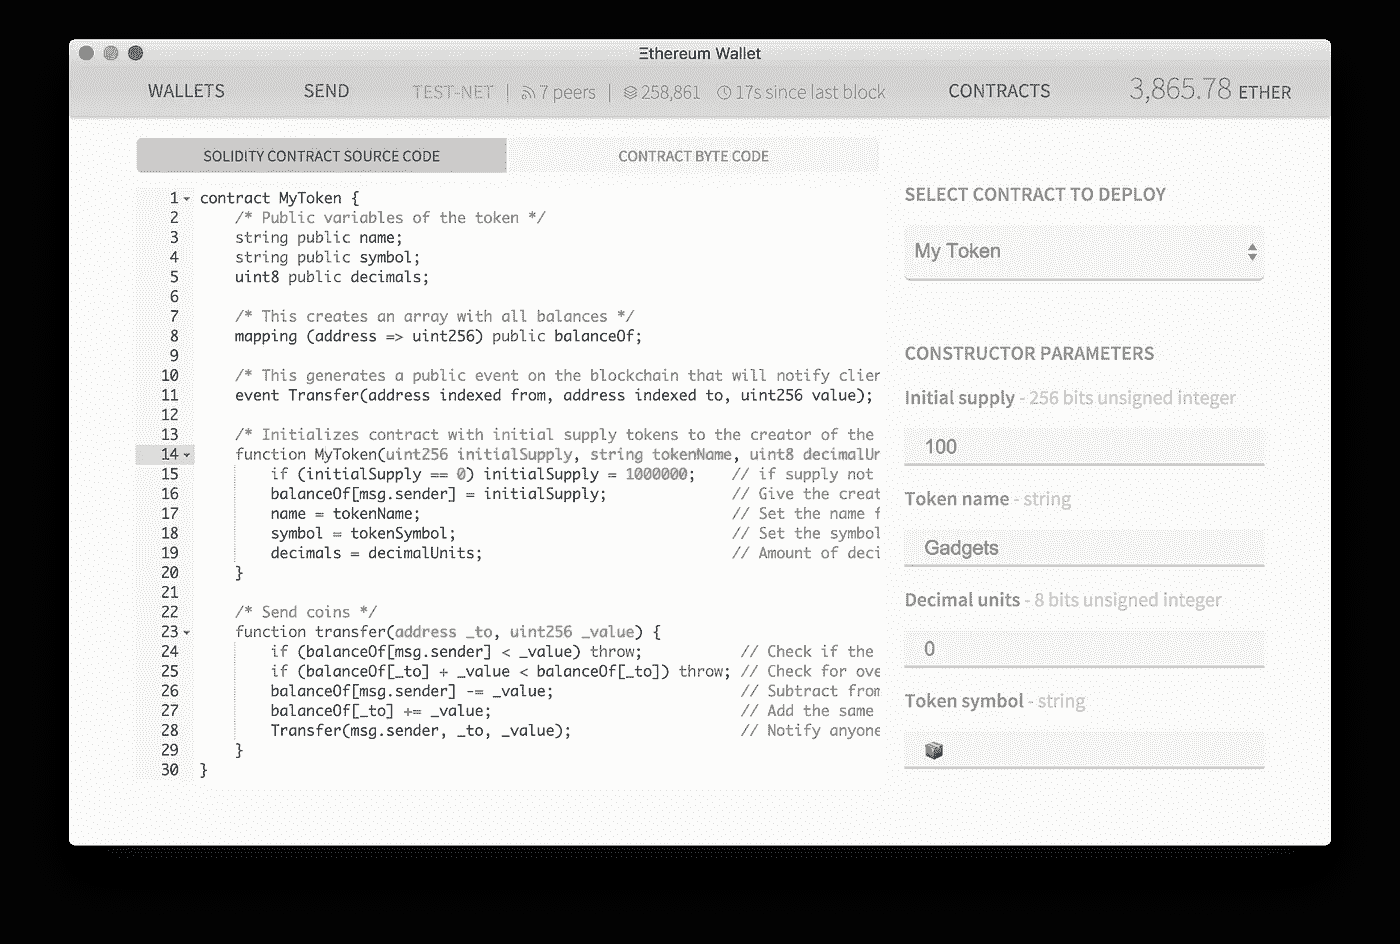 Ξthereum Wallet
WALLETS SEND TEST-NET | 7 peers | 258,861 17s since last block CONTRACTS 3,865.78 ETHER
SOLIDITY CONTRACT SOURCE CODE CONTRACT BYTE CODE
1 contract MyToken {
2 /* Public variables of the token */
3 string public name;
4 string public symbol;
5 uint8 public decimals;
6
7 /* This creates an array with all balances */
8 mapping (address => uint256) public balanceOf;
9
10 /* This generates a public event on the blockchain that will notify clien
11 event Transfer(address indexed from, address indexed to, uint256 value);
12
13 /* Initializes contract with initial supply tokens to the creator of the
14 function MyToken(uint256 initialSupply, string tokenName, uint8 decimalUn
15 if (initialSupply == 0) initialSupply = 1000000; // if supply not
16 balanceOf[msg.sender] = initialSupply; // Give the creat
17 name = tokenName; // Set the name f
18 symbol = tokenSymbol; // Set the symbol
19 decimals = decimalUnits; // Amount of deci
20 }
21
22 /* Send coins */
23 function transfer(address _to, uint256 _value) {
24 if (balanceOf[msg.sender] < _value) throw; // Check if the
25 if (balanceOf[_to] + _value < balanceOf[_to]) throw; // Check for ove
26 balanceOf[msg.sender] -= _value; // Subtract from
27 balanceOf[_to] += _value; // Add the same
28 Transfer(msg.sender, _to, _value); // Notify anyone
29 }
30 }
SELECT CONTRACT TO DEPLOY
My Token
CONSTRUCTOR PARAMETERS
Initial supply - 256 bits unsigned integer
100
Token name - string
Gadgets
Decimal units - 8 bits unsigned integer
0
Token symbol - string